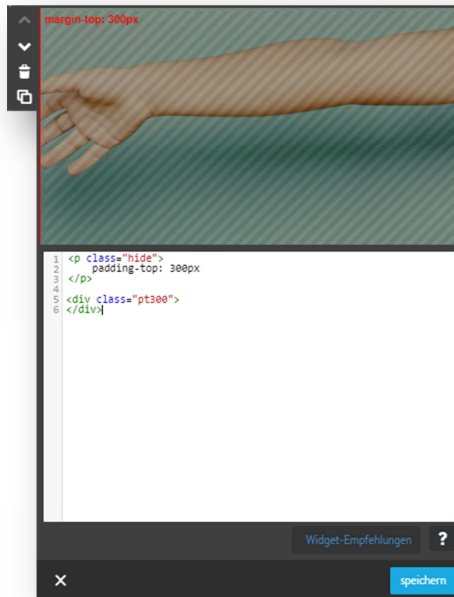 margin-top: 300px
1 <p class="hide">
2 padding-top: 300px
3 </p>
4
5 <div class="pt300">
6 </div>
Widget-Empfehlungen ?
speichern